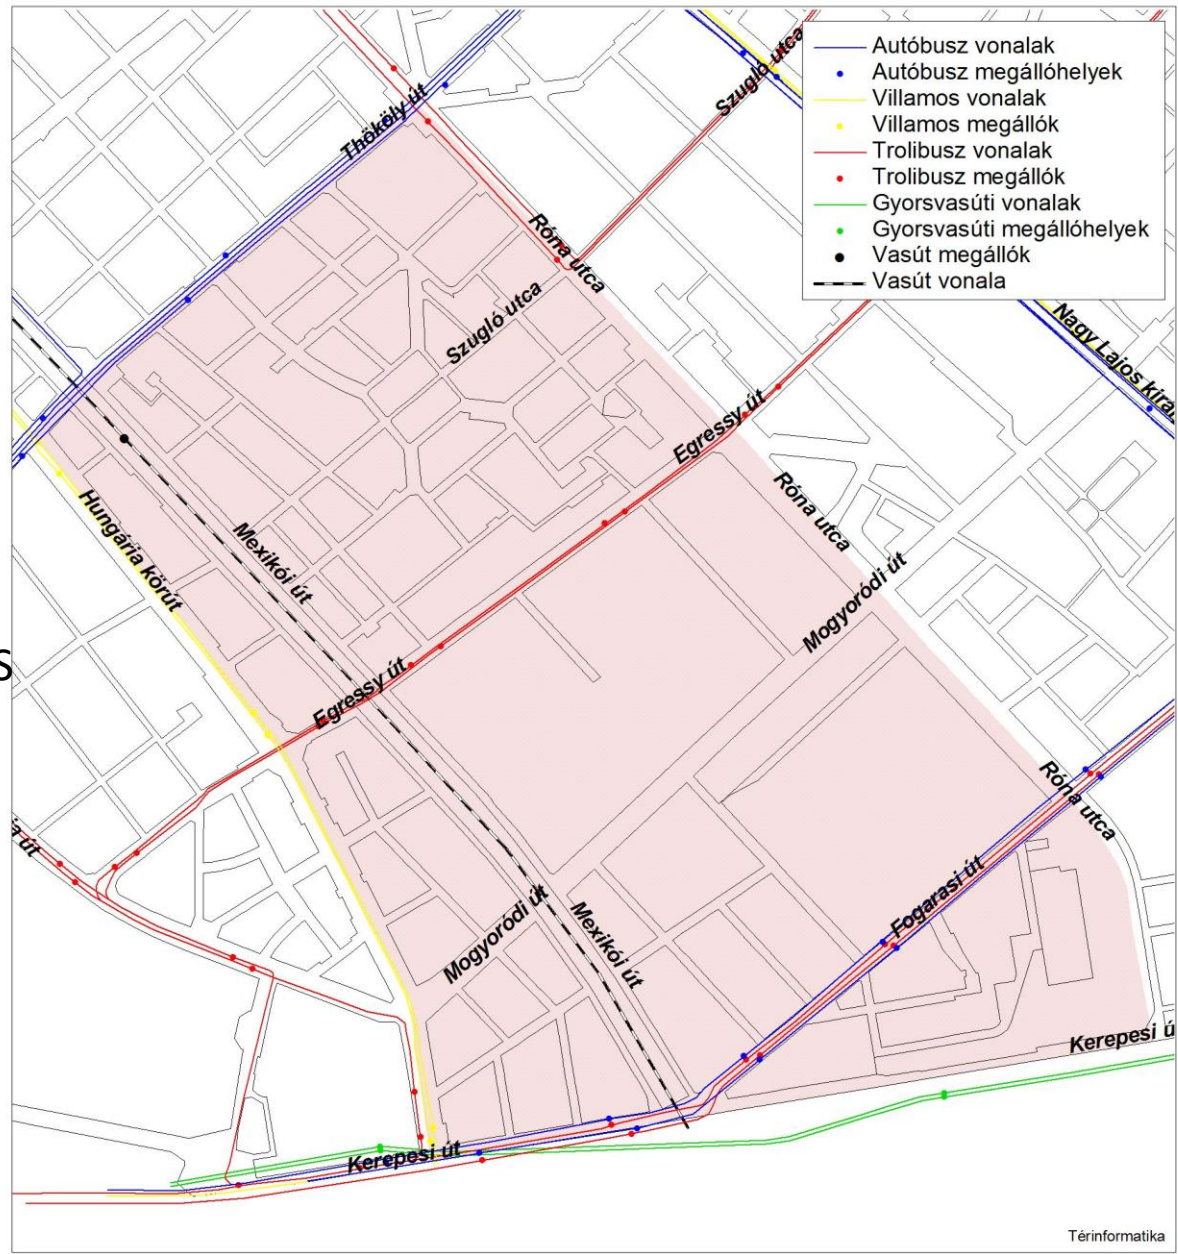 Autóbusz vonalak
Autóbusz megállóhelyek
Villamos vonalak
Villamos megállók
Trolibusz vonalak
Trolibusz megállók
Gyorsvasúti vonalak
Gyorsvasúti megállóhelyek
Vasút megállók
Vasút vonala
Szugló utca
Thököly út
Róna utca
Szugló utca
Nagy Lajos kirá
Egressy út
Hungária körút
Mexikói út
Róna utca
Mogyoródi út
s
Egressy út
Róna utca
ia út
Fogarasi út
Mogyoródi út
Mexikói út
Kerepesi ú
Kerepesi út
Térinformatika